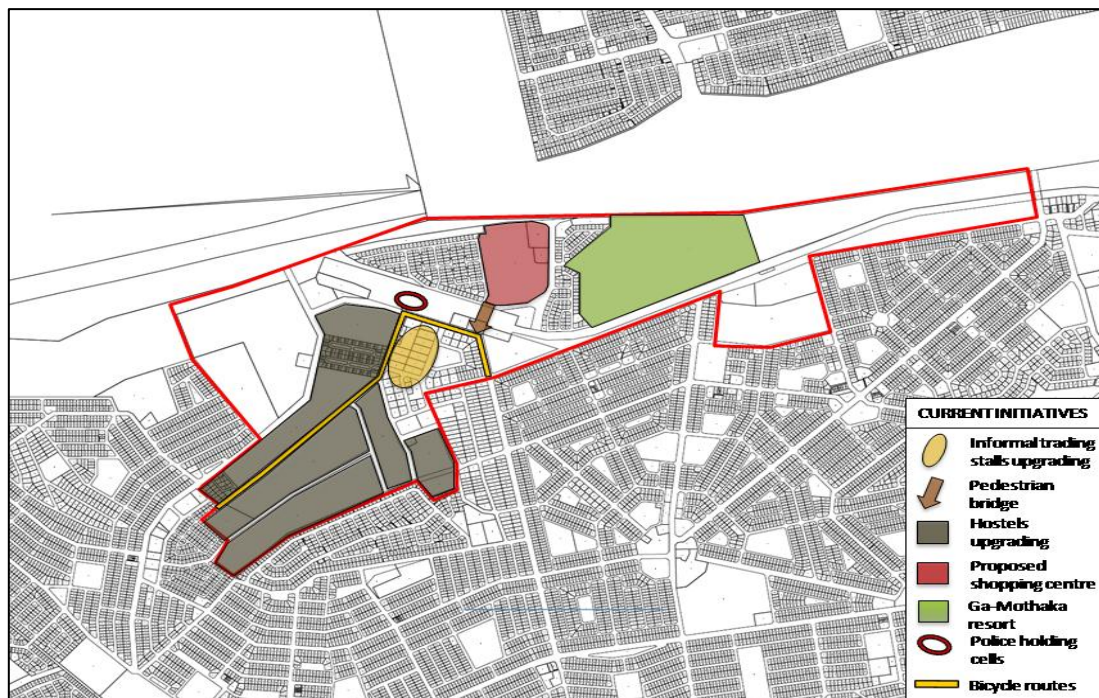 CURRENT INITIATIVES
Informal trading
stalls upgrading
Pedestrian
bridge
Hostels
upgrading
Proposed
shopping centre
Ga-Mothaka
resort
Police holding
cells
Bicycle routes